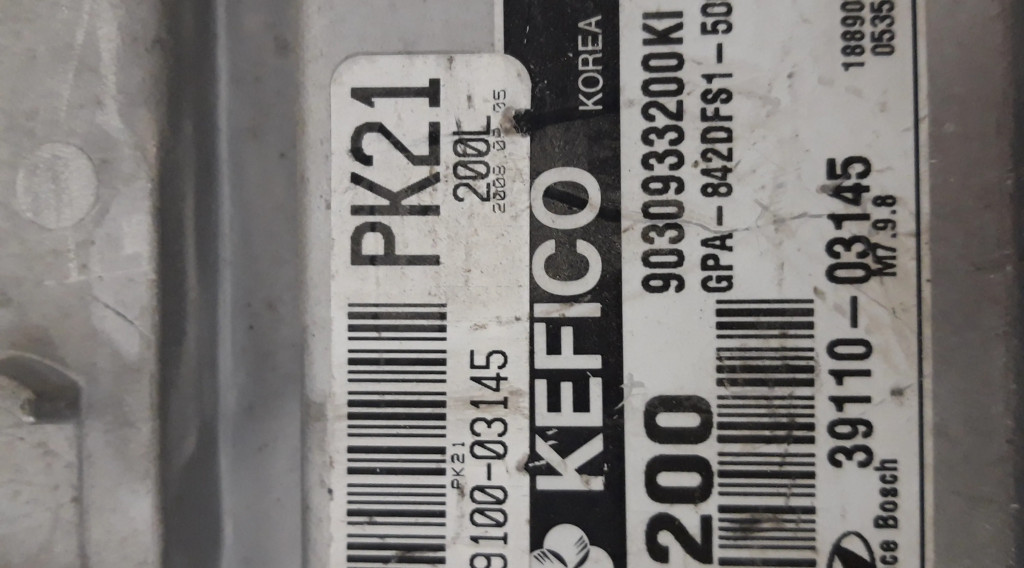 PK21
200L
2008.08.05
PK21
9100-03145
KEFICO
KOREA
200
9030933200KI
GPA-842DFS1-50
18890
0535
39110-03145
M7.9.8
ce Bosch